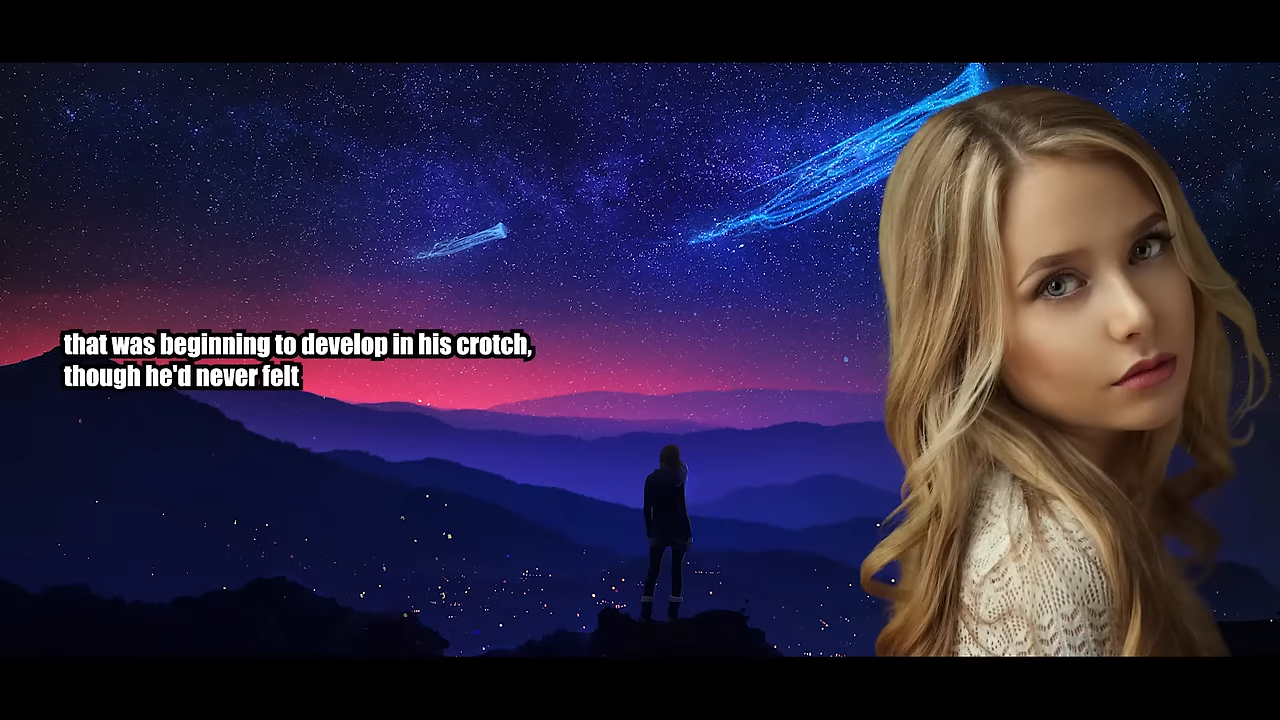 that was beginning to develop in his crotch,
though he'd never felt